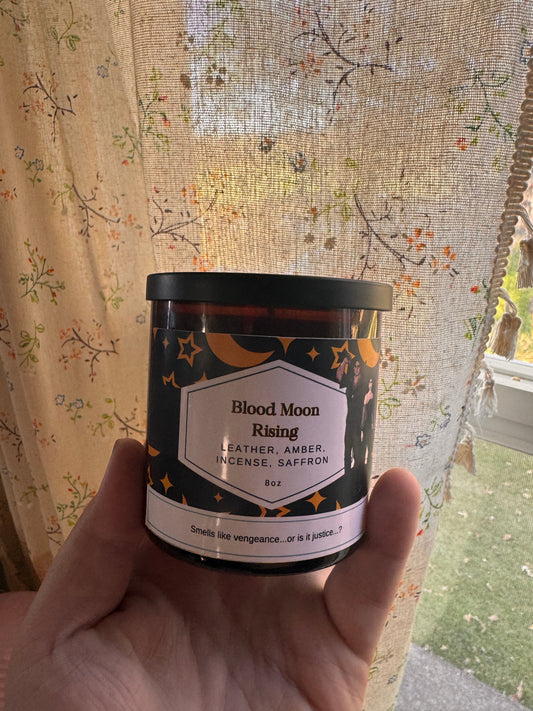 Blood Moon
Rising
LEATHER, AMBER,
INCENSE, SAFFRON
8oz
Smells like vengeance...or is it justice...?